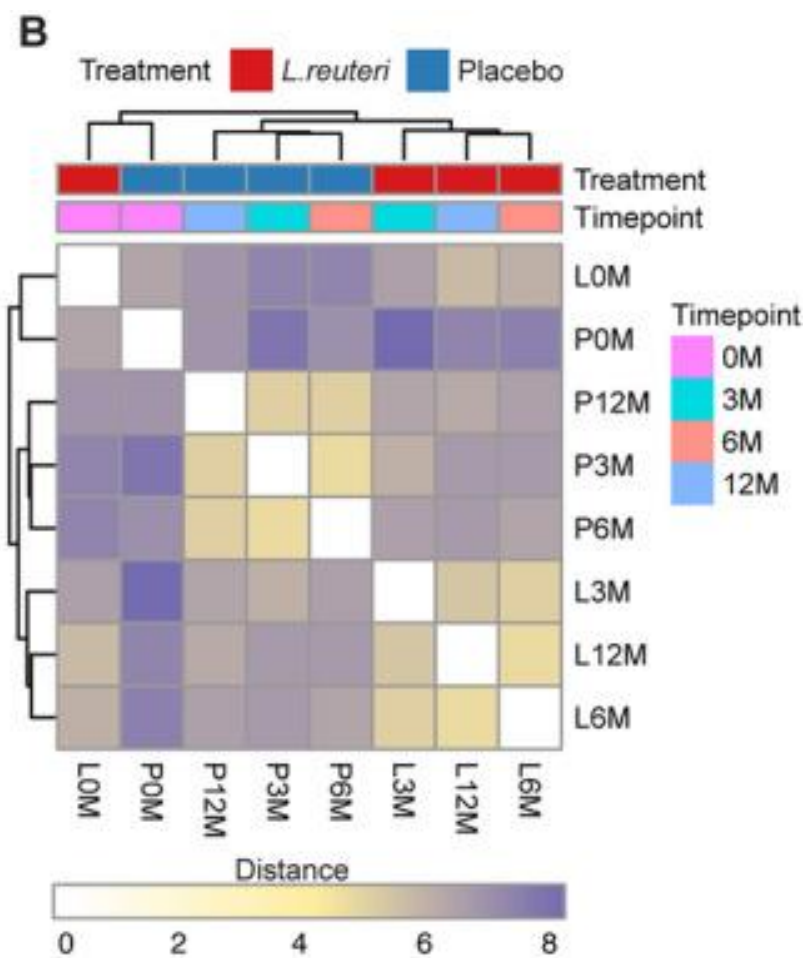 B
Treatment L.reuteri Placebo
Treatment
Timepoint
L0M
P0M
P12M
P3M
P6M
L3M
L12M
L6M
Timepoint
0M
3M
6M
12M
L0M P0M P12M P3M P6M L3M L12M L6M
Distance
0 2 4 6 8